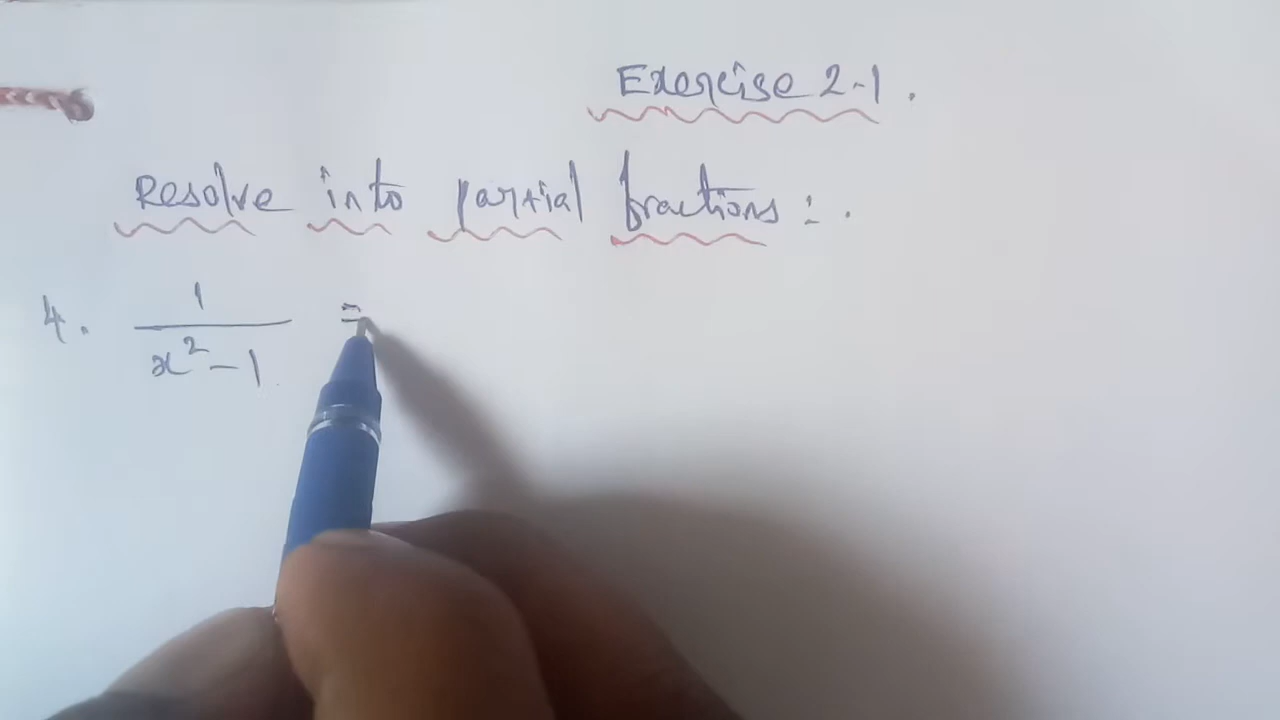 Exercise 2.1.
Resolve into partial fractions :.
4. 1/(x² - 1) =